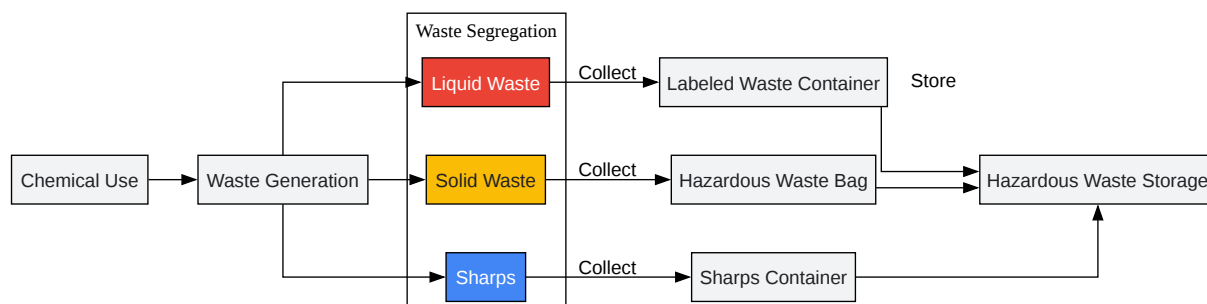 Waste Segregation
Liquid Waste
Collect
Labeled Waste Container
Store
Chemical Use
Waste Generation
Solid Waste
Collect
Hazardous Waste Bag
Hazardous Waste Storage
Sharps
Collect
Sharps Container